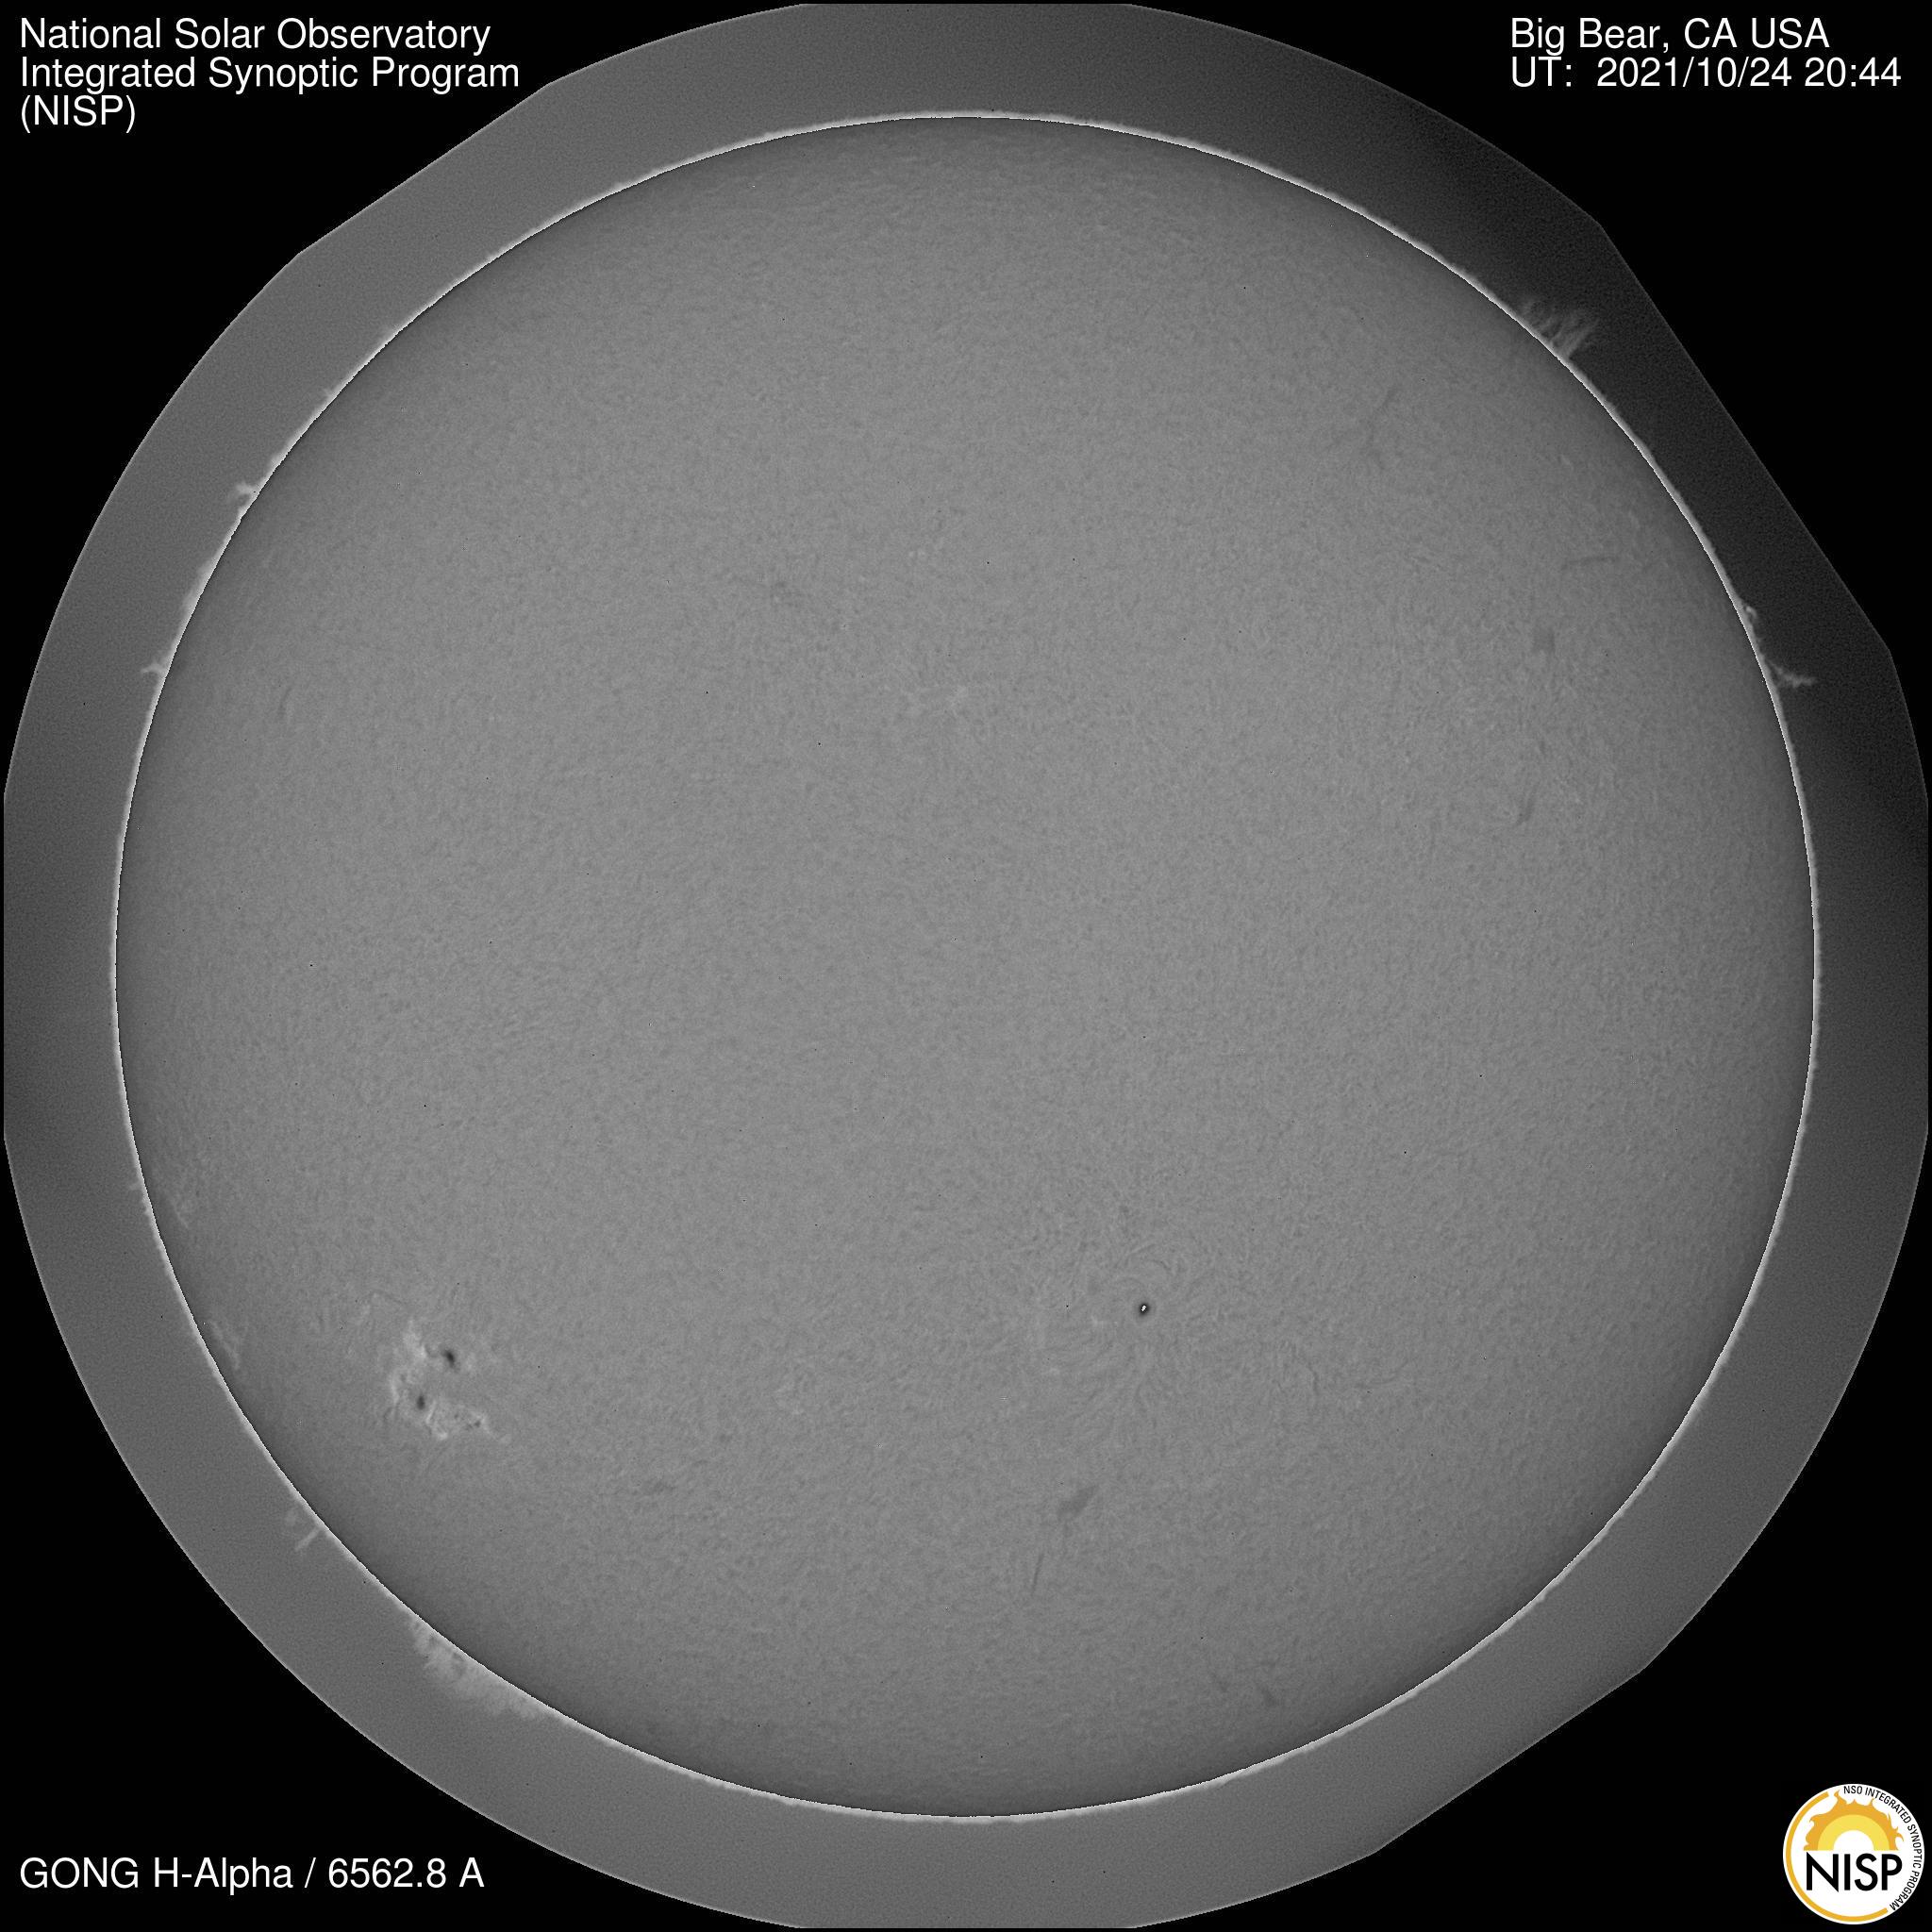 National Solar Observatory
Integrated Synoptic Program
(NISP)
Big Bear, CA USA
UT: 2021/10/24 20:44
GONG H-Alpha / 6562.8 A
NSO INTEGRATED SYNOPTIC PROGRAM
NISP